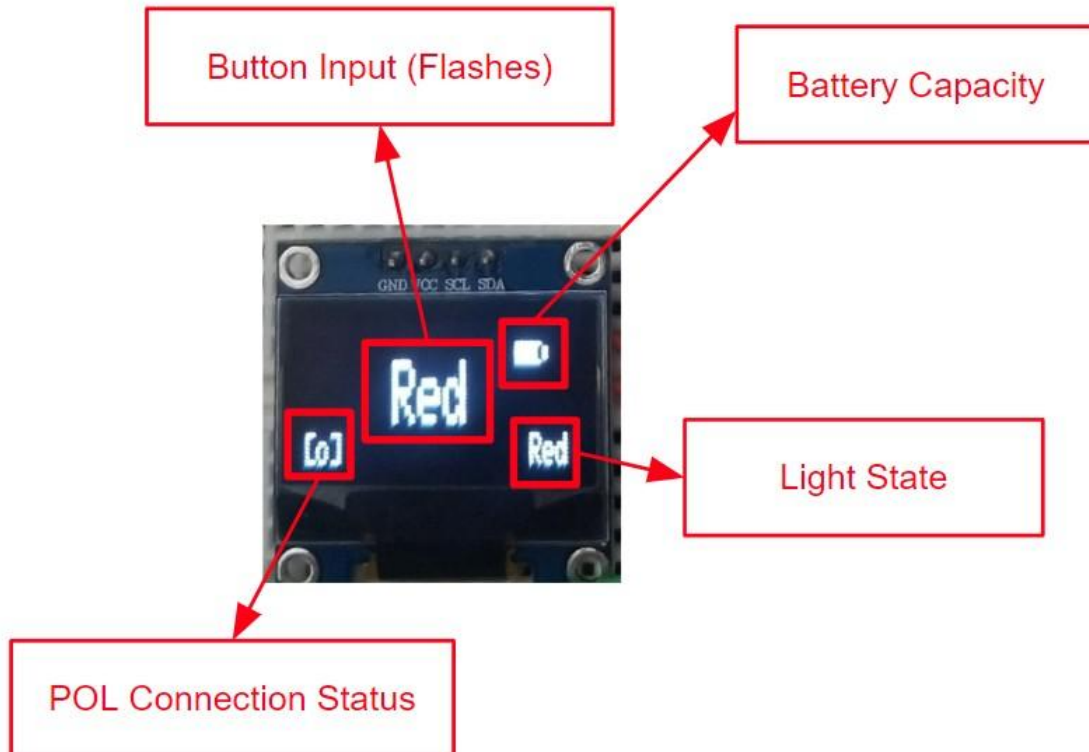 Button Input (Flashes)
Battery Capacity
GND VCC SCL SDA
Red
[o]
Red
Light State
POL Connection Status